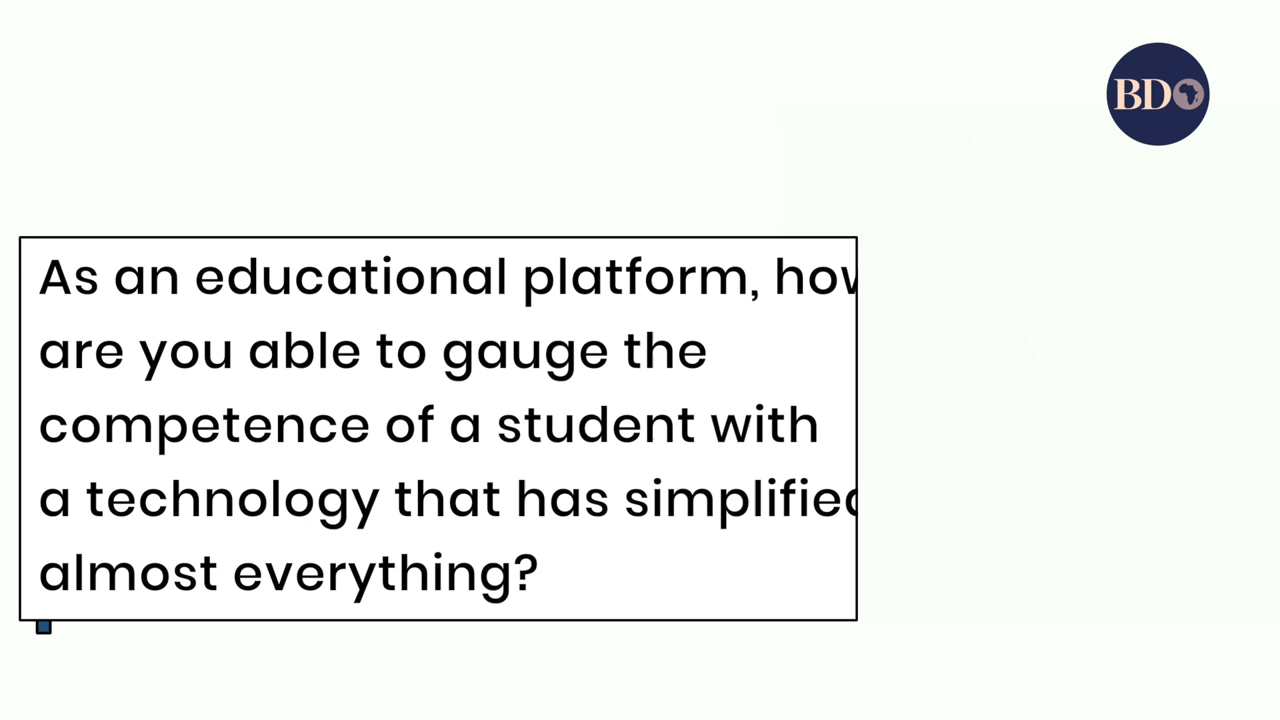 BD
As an educational platform, how
are you able to gauge the
competence of a student with
a technology that has simplified
almost everything?